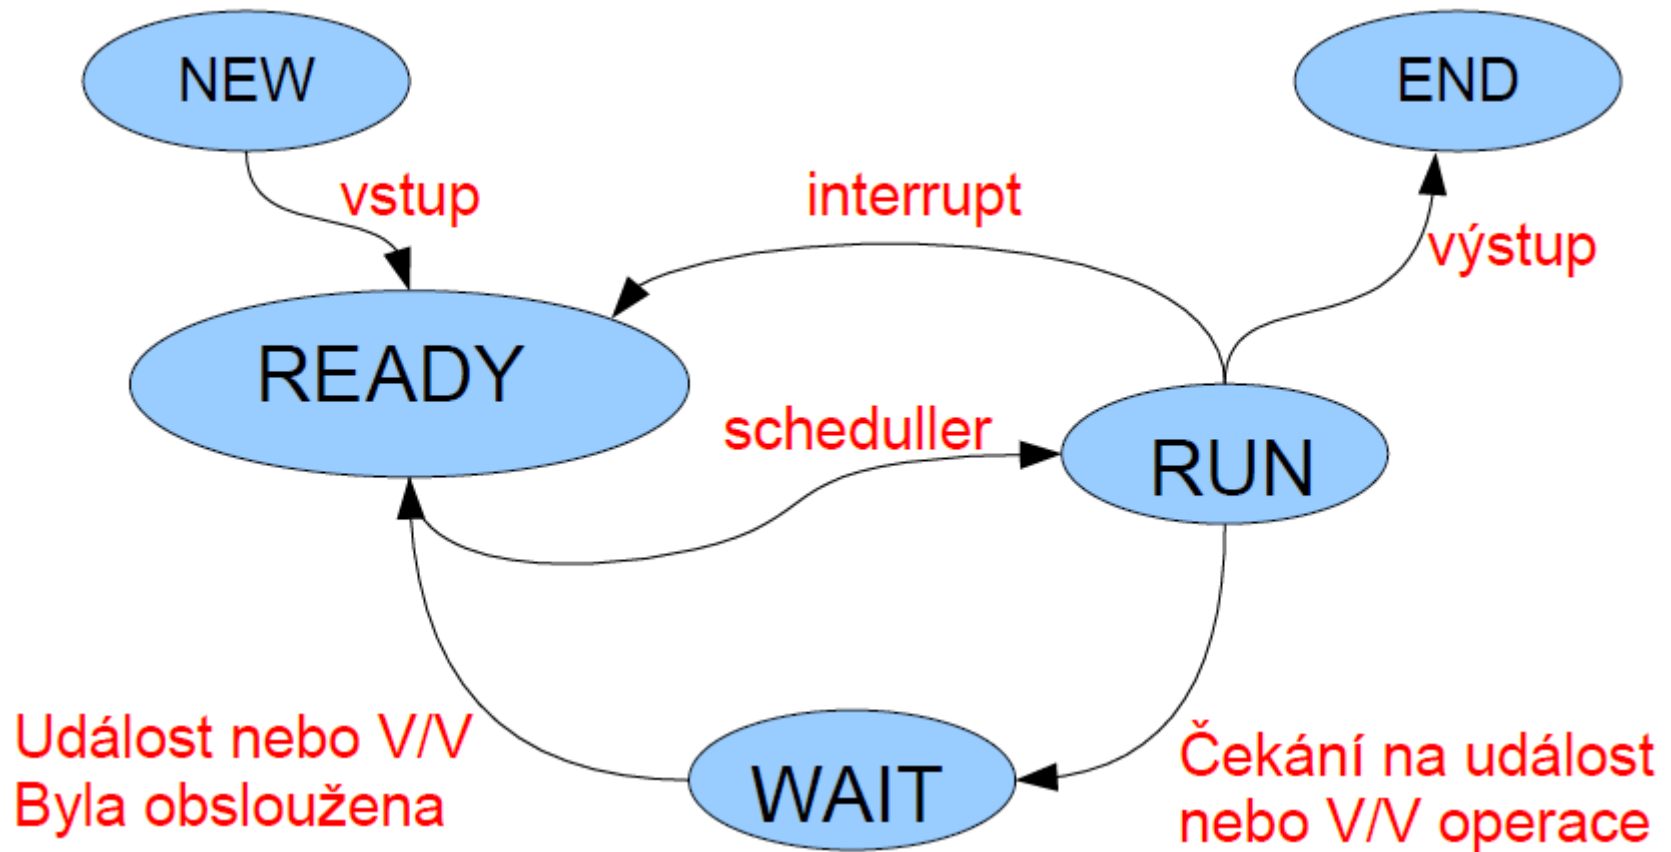 NEW
END
vstup
interrupt
výstup
READY
scheduller
RUN
Událost nebo V/V
Byla obsloužena
WAIT
Čekání na událost
nebo V/V operace